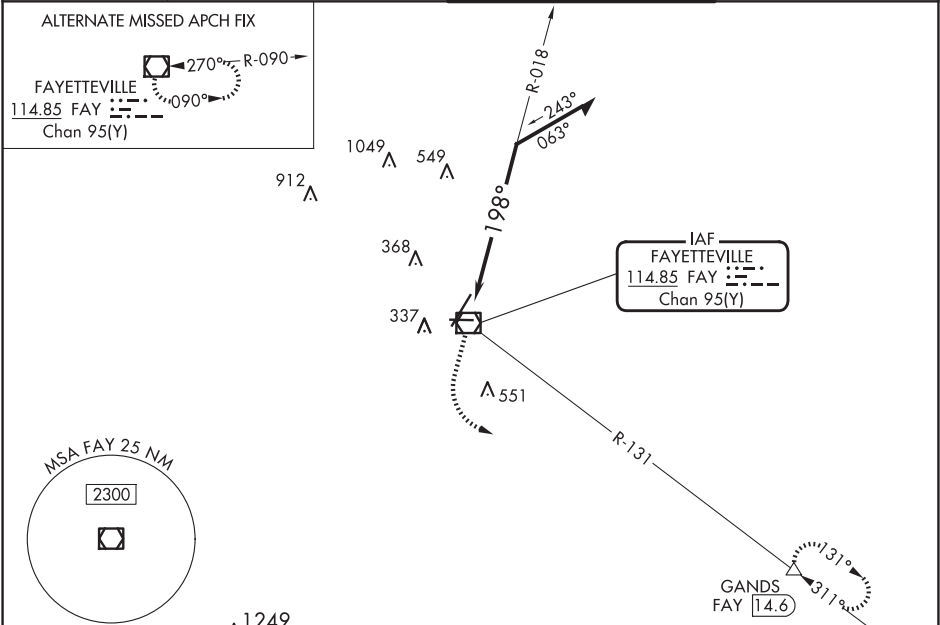 ALTERNATE MISSED APCH FIX
270°
R-090
FAYETTEVILLE
114.85 FAY
090°
Chan 95(Y)
R-018
243°
063°
1049
549
912
198°
368
IAF
FAYETTEVILLE
114.85 FAY
Chan 95(Y)
337
551
R-131
MSA FAY 25 NM
2300
131°
GANDS
311°
FAY 14.6
1249